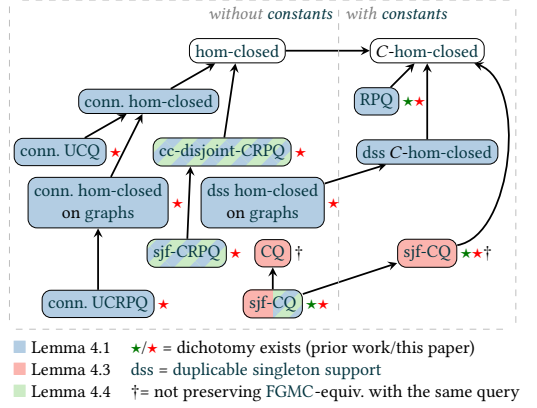 without constants with constants
hom-closed C-hom-closed
conn. hom-closed RPQ ★★
conn. UCQ ★ cc-disjoint-CRPQ ★ dss C-hom-closed
conn. hom-closed
on graphs ★
dss hom-closed
on graphs ★
sjf-CRPQ ★ CQ † sjf-CQ ★★†
conn. UCRPQ ★ sjf-CQ ★★
Lemma 4.1 ★/★ = dichotomy exists (prior work/this paper)
Lemma 4.3 dss = duplicable singleton support
Lemma 4.4 †= not preserving FGMC-equiv. with the same query